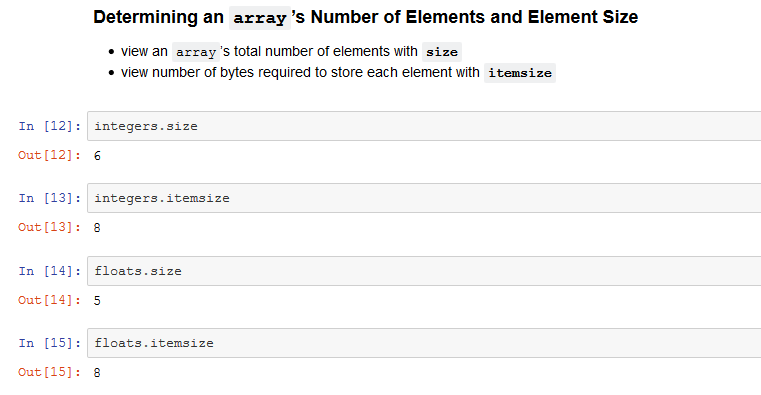 Determining an array's Number of Elements and Element Size
• view an array's total number of elements with size
• view number of bytes required to store each element with itemsize
In [12]: integers.size
Out[12]: 6
In [13]: integers.itemsize
Out[13]: 8
In [14]: floats.size
Out[14]: 5
In [15]: floats.itemsize
Out[15]: 8